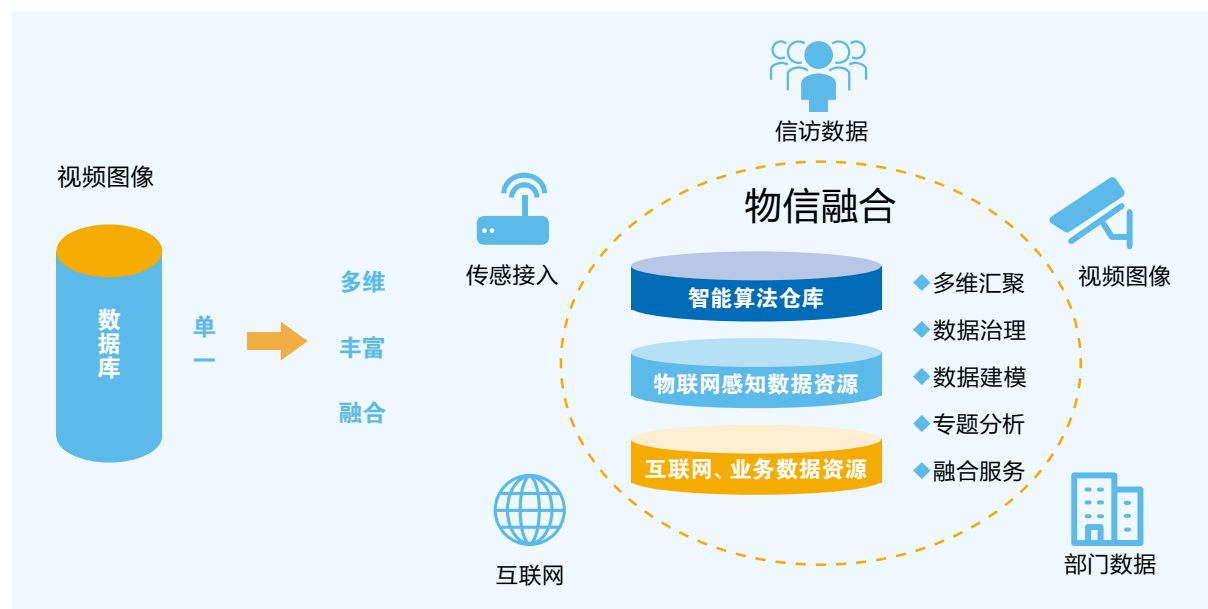 视频图像
数据库
单一
多维
丰富
融合
信访数据
传感接入
物信融合
智能算法仓库
物联网感知数据资源
互联网、业务数据资源
多维汇聚
数据治理
数据建模
专题分析
融合服务
视频图像
互联网
部门数据